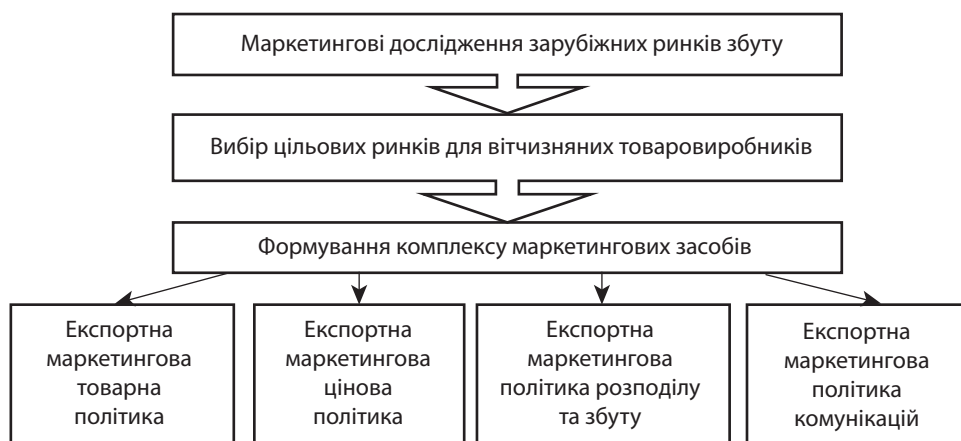 Маркетингові дослідження зарубіжних ринків збуту
Вибір цільових ринків для вітчизняних товаровиробників
Формування комплексу маркетингових засобів
Експортна
маркетингова
товарна
політика
Експортна
маркетингова
цінова
політика
Експортна
маркетингова
політика розподілу
та збуту
Експортна
маркетингова
політика
комунікацій